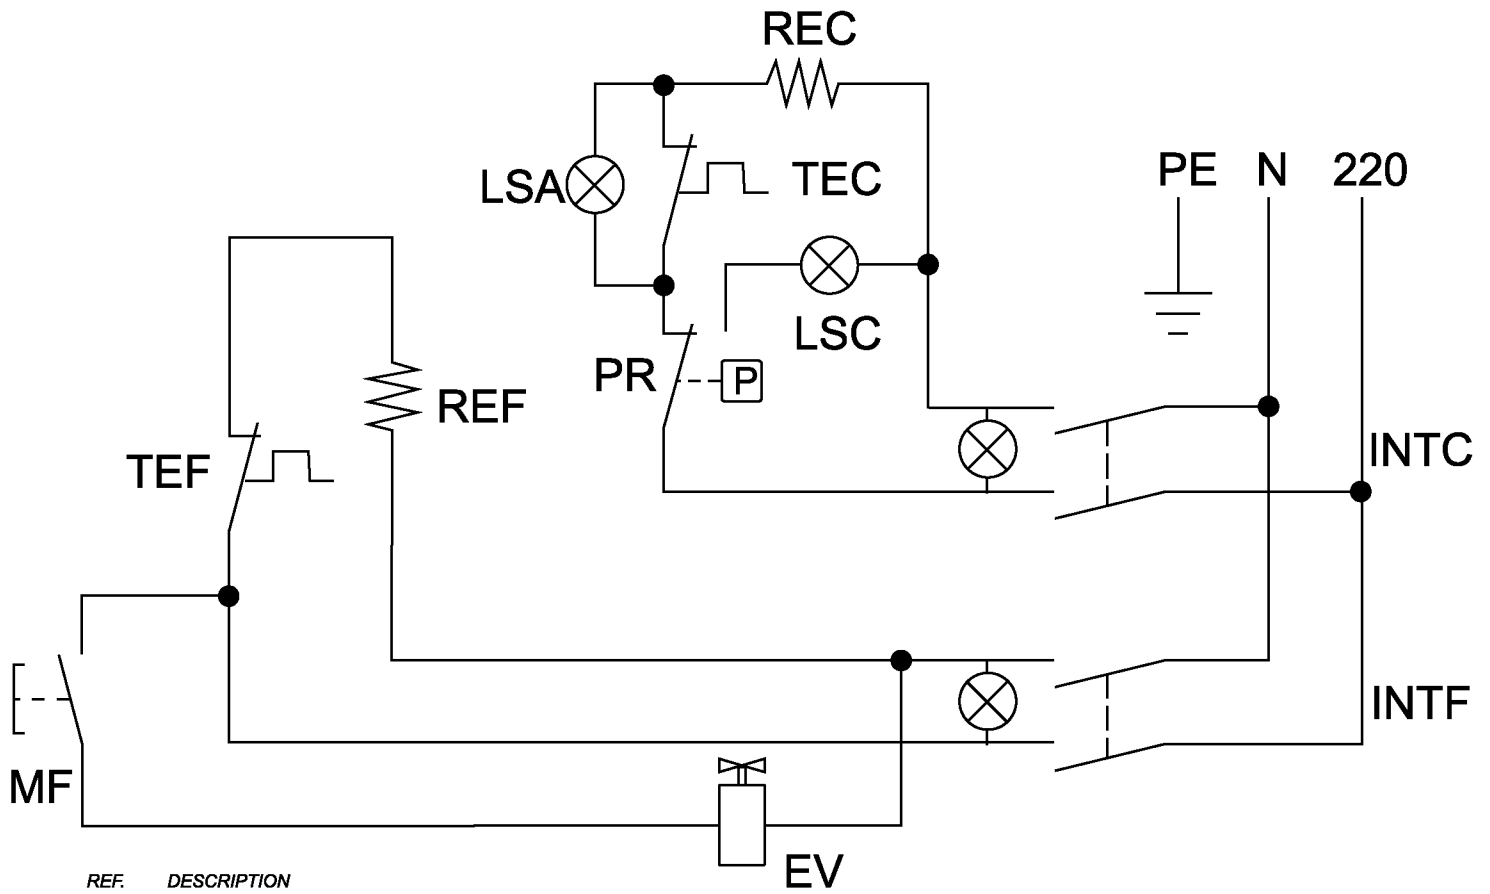 REC
LSA
TEC
PE N 220
LSC
PR
P
REF
TEF
INTC
INTF
MF
EV
REF. DESCRIPTION